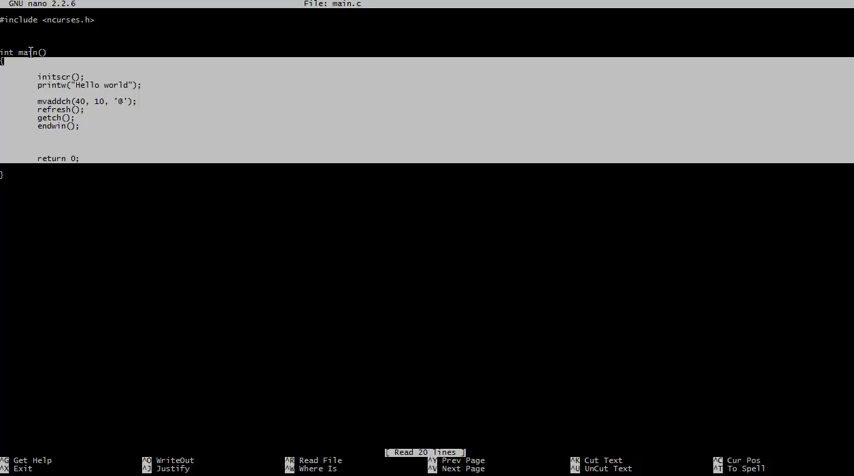 GNU nano 2.2.6 File: main.c
#include <ncurses.h>
int main()
{
initscr();
printw("Hello world");
mvaddch(40, 10, '@');
refresh();
getch();
endwin();
return 0;
}
[ Read 20 lines ]
^G Get Help ^O WriteOut ^R Read File ^Y Prev Page ^K Cut Text ^C Cur Pos
^X Exit ^J Justify ^W Where Is ^V Next Page ^U UnCut Text ^T To Spell